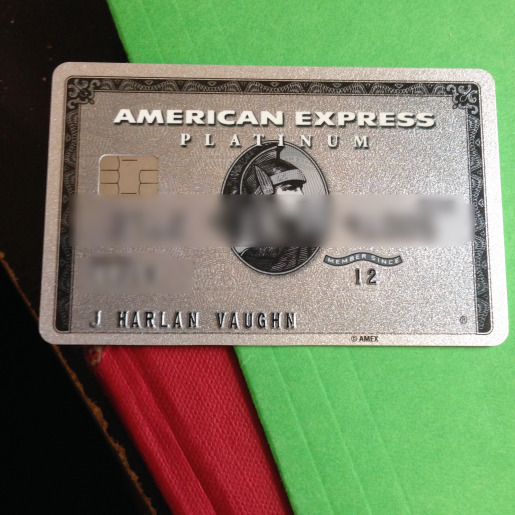 AMERICAN EXPRESS
PLATINUM
MEMBER SINCE
12
J HARLAN VAUGHN
®
© AMEX